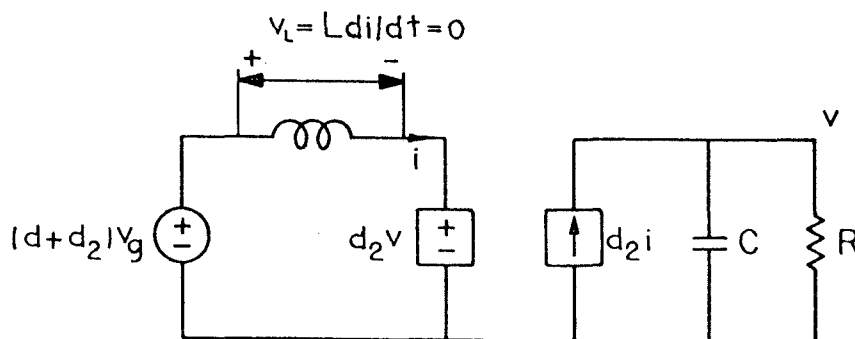 v_L = Ldi/dt = 0
+ -
i
v
(d+d₂)v_g
+
-
+
-
d₂v
d₂i
C
R